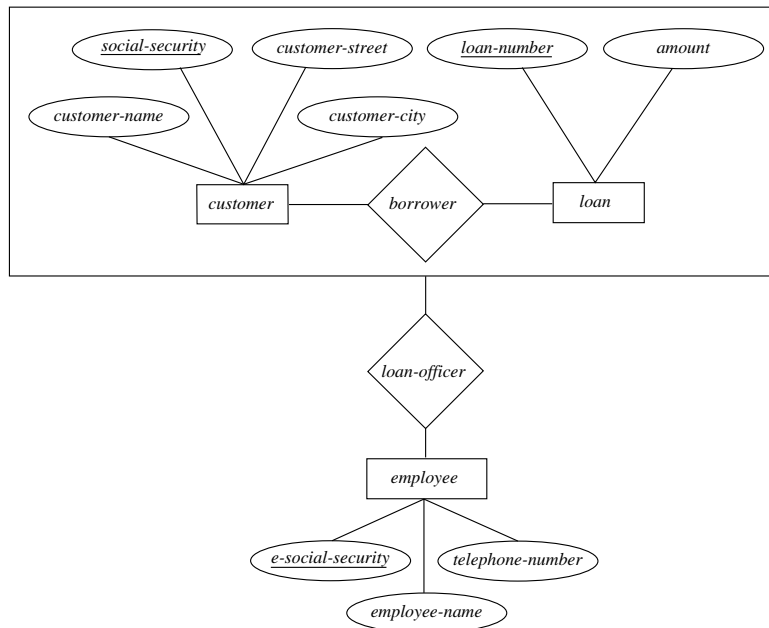 social-security
customer-street
loan-number
amount
customer-name
customer-city
customer
borrower
loan
loan-officer
employee
e-social-security
telephone-number
employee-name